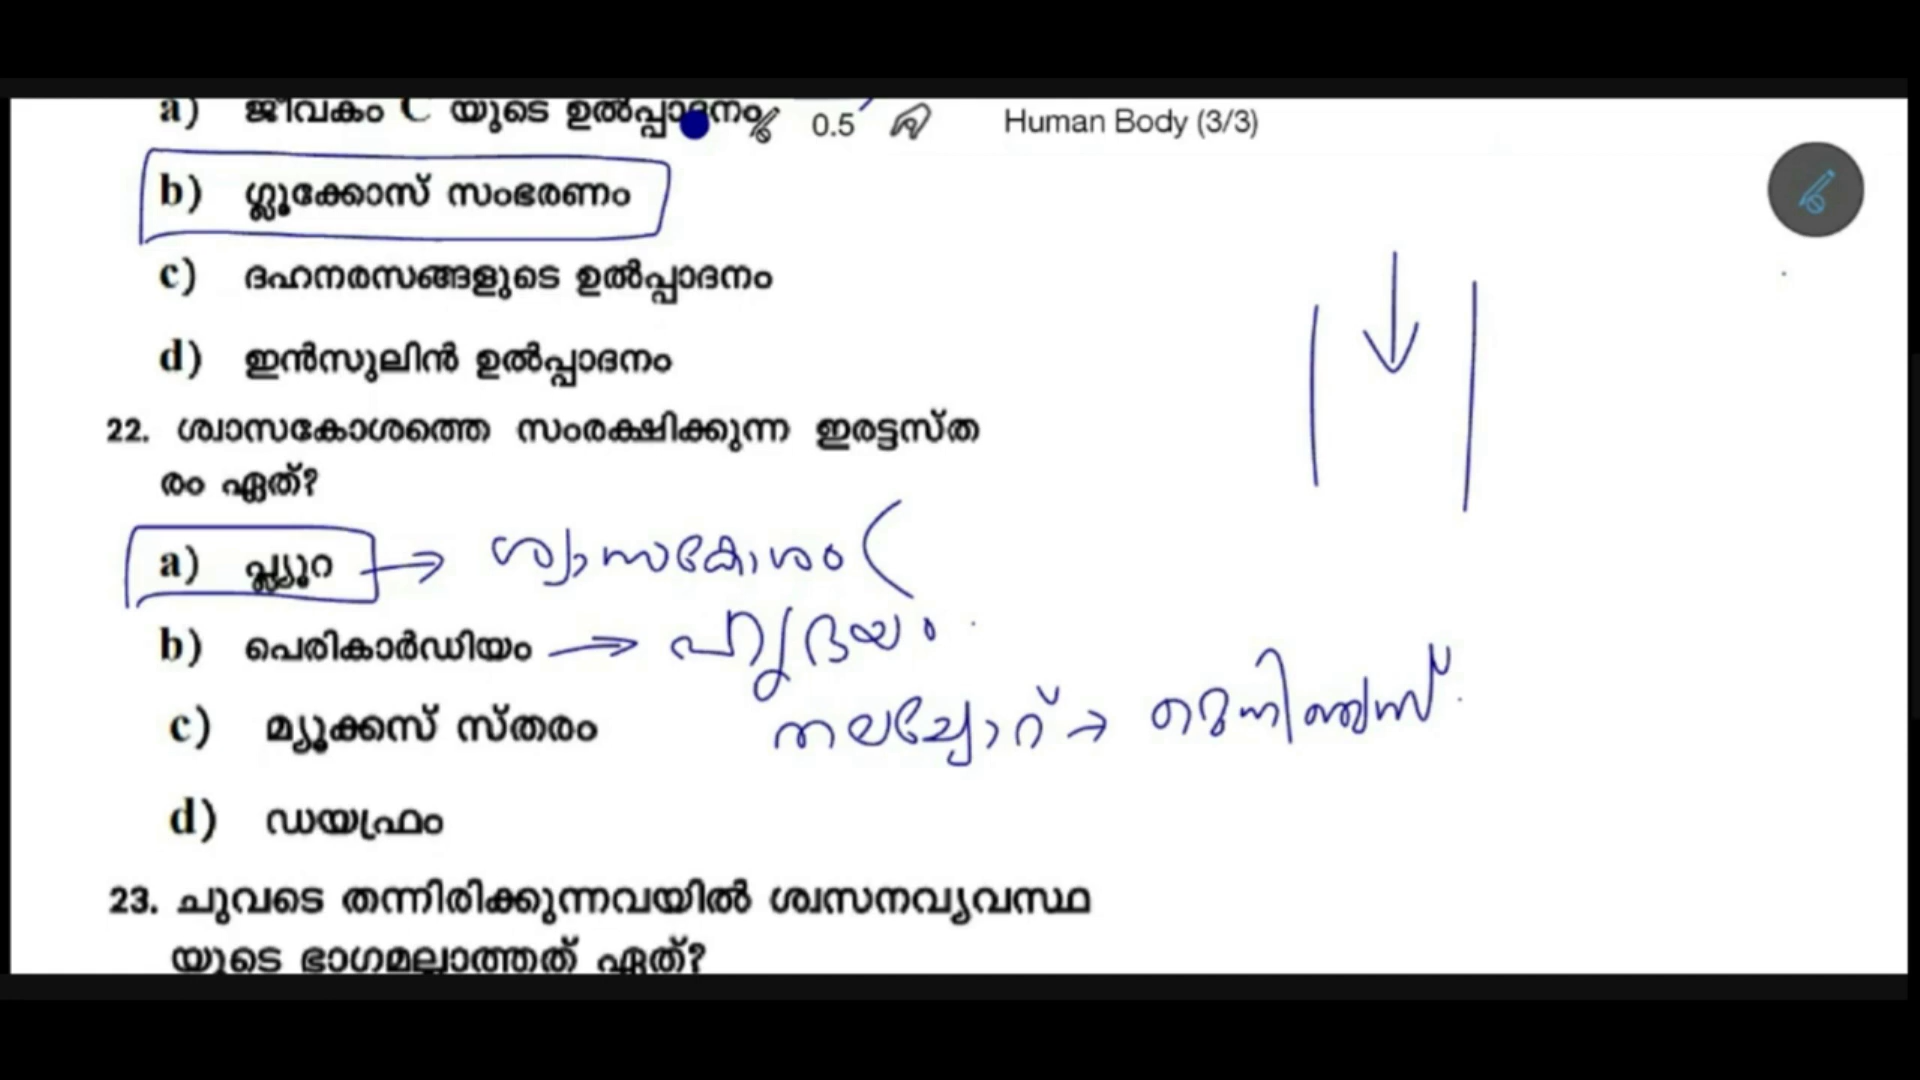 a) ജീവകം C യുടെ ഉൽപ്പാദനം
0.5 Human Body (3/3)
b) ഗ്ലൂക്കോസ് സംഭരണം
c) ദഹനരസങ്ങളുടെ ഉൽപ്പാദനം
d) ഇൻസുലിൻ ഉൽപ്പാദനം
22. ശ്വാസകോശത്തെ സംരക്ഷിക്കുന്ന ഇരട്ടസ്ത
രം ഏത്?
a) പ്ല്യൂറ → ശ്വാസകോശം (
b) പെരികാർഡിയം → ഹൃദയം
തലച്ചോറ് →
c) മ്യൂക്കസ് സ്തരം
d) ഡയഫ്രം
23. ചുവടെ തന്നിരിക്കുന്നവയിൽ ശ്വസനവ്യവസ്ഥ
യുടെ ഭാഗമല്ലാത്തത് ഏത്?